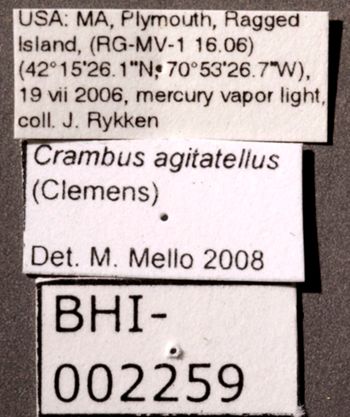 USA: MA, Plymouth, Ragged
Island, (RG-MV-1 16.06)
(42°15'26.1"N; 70°53'26.7"W),
19 vii 2006, mercury vapor light,
coll. J. Rykken
Crambus agitatellus
(Clemens)
Det. M. Mello 2008
BHI-
002259